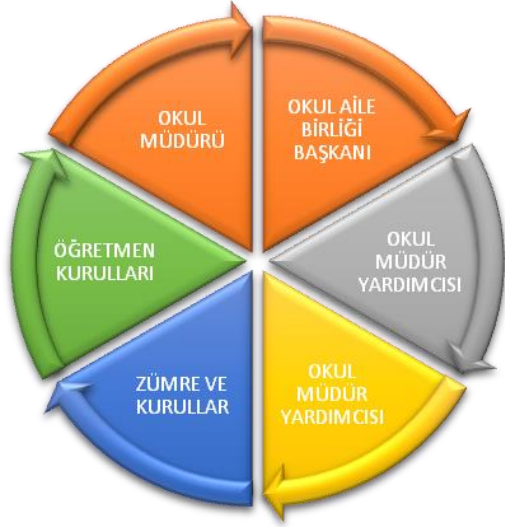 OKUL
MÜDÜRÜ
OKUL AİLE
BİRLİĞİ
BAŞKANI
OKUL
MÜDÜR
YARDIMCISI
OKUL
MÜDÜR
YARDIMCISI
ZÜMRE VE
KURULLAR
ÖĞRETMEN
KURULLARI